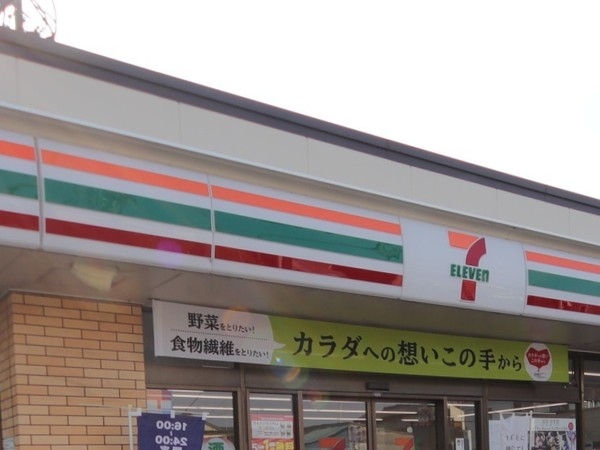 7
ELEVEn
野菜をとりたい！
食物繊維をとりたい！
カラダへの想いこの手から
16:00
24:00
酒